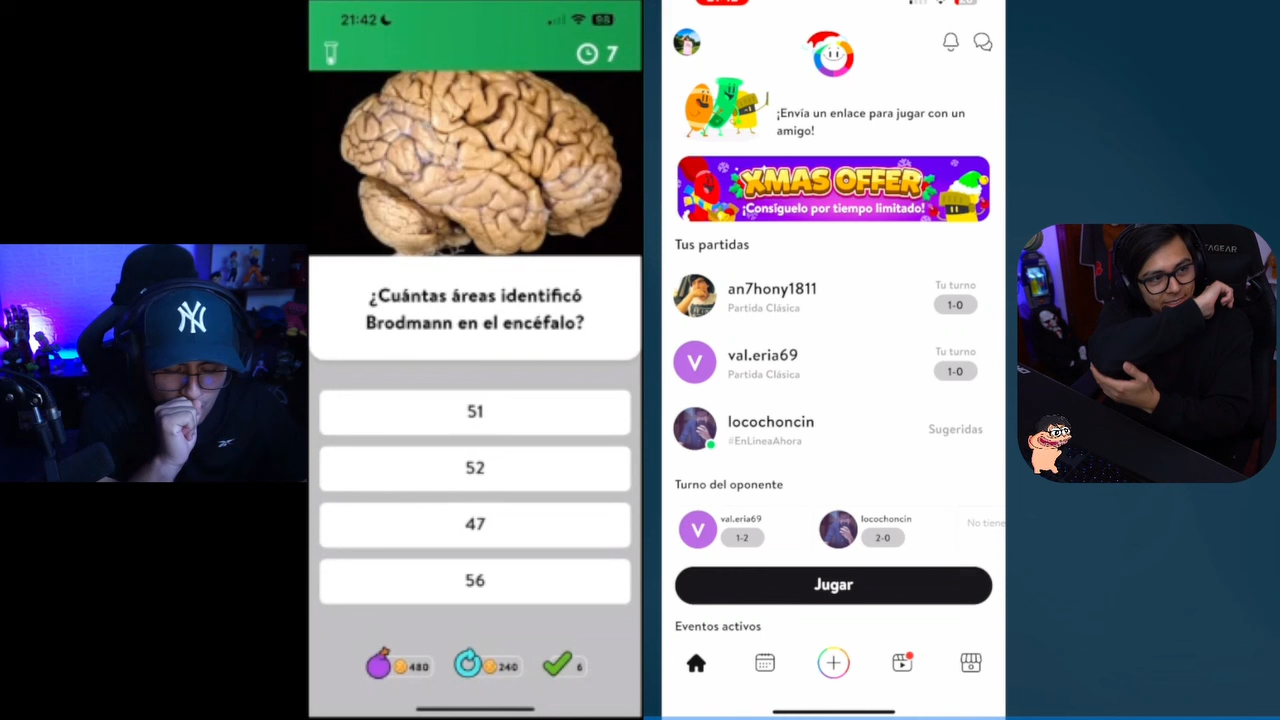 21:42
7
¿Cuántas áreas identificó
Brodmann en el encéfalo?
51
52
47
56
480
240
6
¡Envía un enlace para jugar con un
amigo!
XMAS OFFER
¡Consíguelo por tiempo limitado!
Tus partidas
an7hony1811
Partida Clásica
Tu turno
1-0
V
val.eria69
Partida Clásica
Tu turno
1-0
locochoncin
#EnLíneaAhora
Sugeridas
Turno del oponente
V
val.eria69
1-2
locochoncin
2-0
No tiene
Jugar
Eventos activos
NY